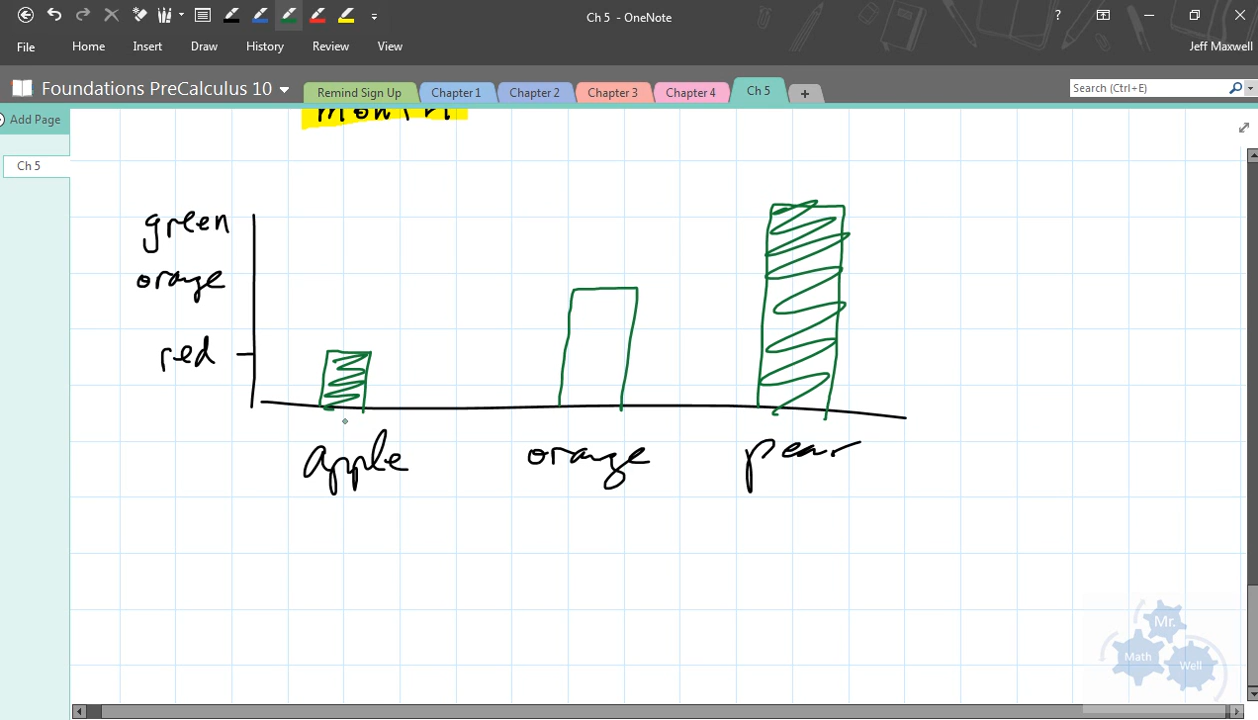 Ch 5 - OneNote
?
File Home Insert Draw History Review View
Jeff Maxwell
Foundations PreCalculus 10
Remind Sign Up Chapter 1 Chapter 2 Chapter 3 Chapter 4 Ch 5 +
Search (Ctrl+E)
Add Page
Ch 5
green
orange
red
apple orange pear
Mr.
Math
Well